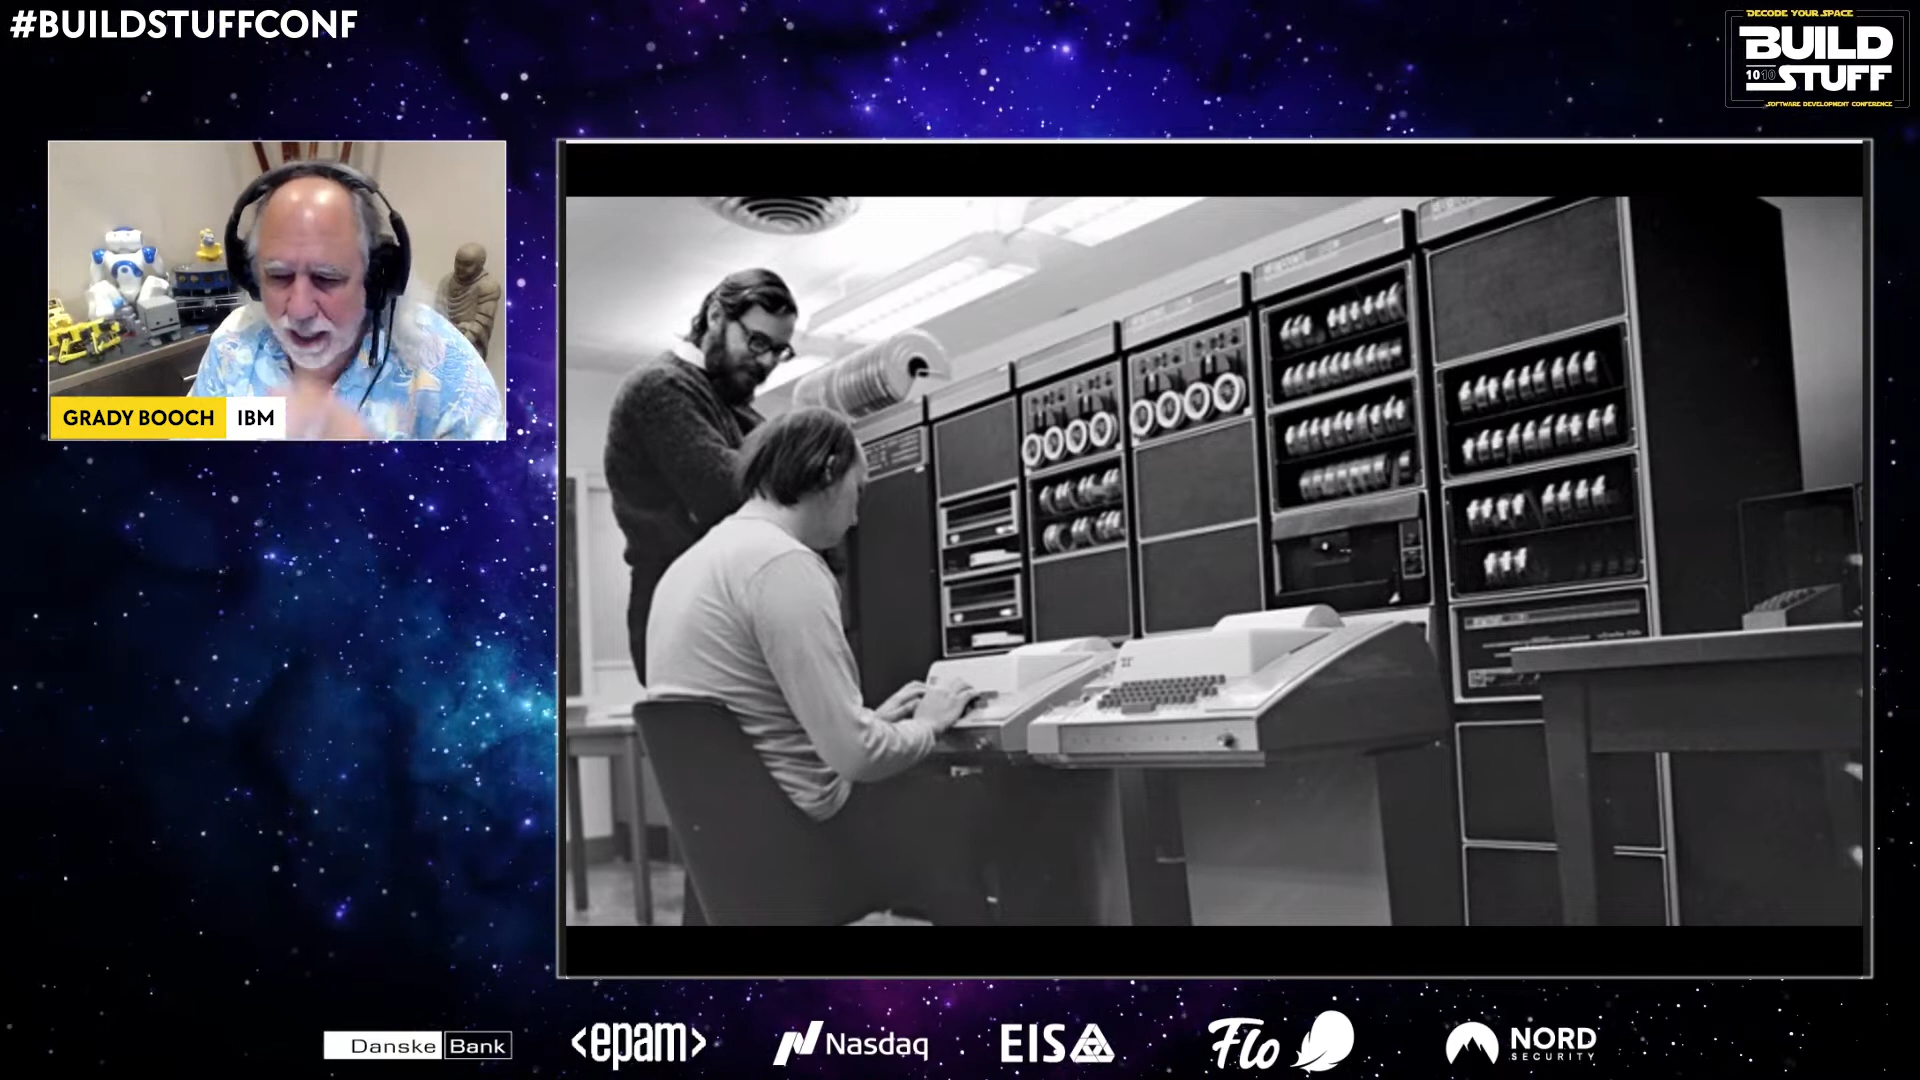 #BUILDSTUFFCONF
DECODE YOUR SPACE
BUILD
1010 STUFF
SOFTWARE DEVELOPMENT CONFERENCE
GRADY BOOCH IBM
Danske Bank
<epam>
Nasdaq
EIS
Flo
NORD
SECURITY